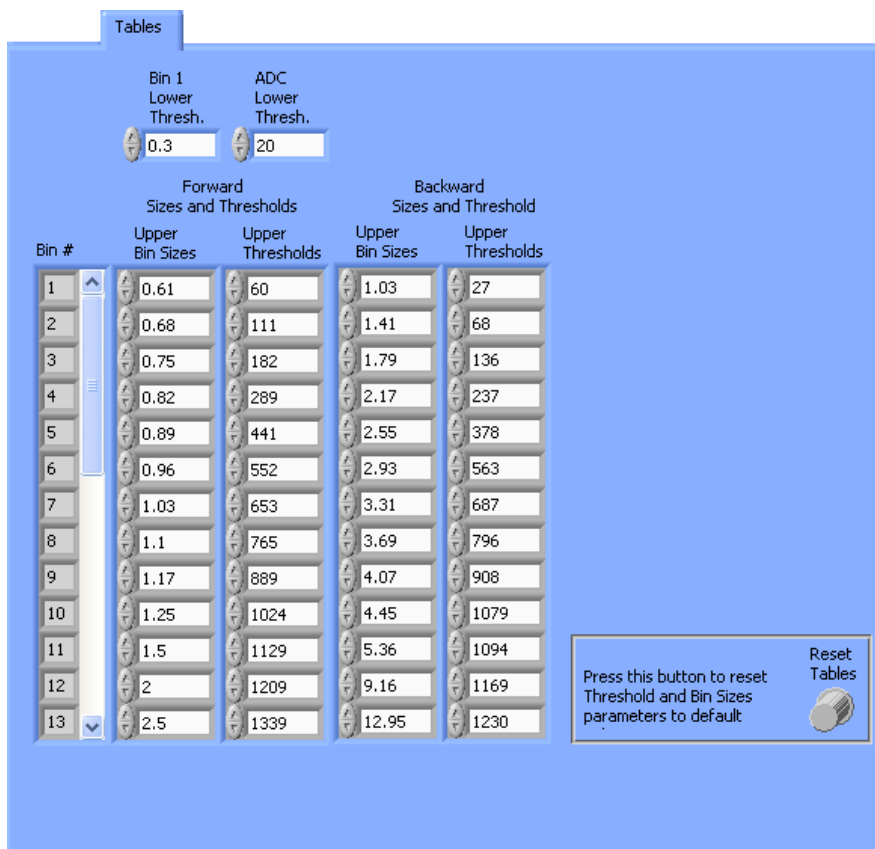 Tables
Bin 1 ADC
Lower Lower
Thresh. Thresh.
0.3 20
Forward Backward
Sizes and Thresholds Sizes and Threshold
Upper Upper Upper Upper
Bin # Bin Sizes Thresholds Bin Sizes Thresholds
1 0.61 60 1.03 27
2 0.68 111 1.41 68
3 0.75 182 1.79 136
4 0.82 289 2.17 237
5 0.89 441 2.55 378
6 0.96 552 2.93 563
7 1.03 653 3.31 687
8 1.1 765 3.69 796
9 1.17 889 4.07 908
10 1.25 1024 4.45 1079
11 1.5 1129 5.36 1094
12 2 1209 9.16 1169
13 2.5 1339 12.95 1230
Press this button to reset
Threshold and Bin Sizes
parameters to default
Reset
Tables